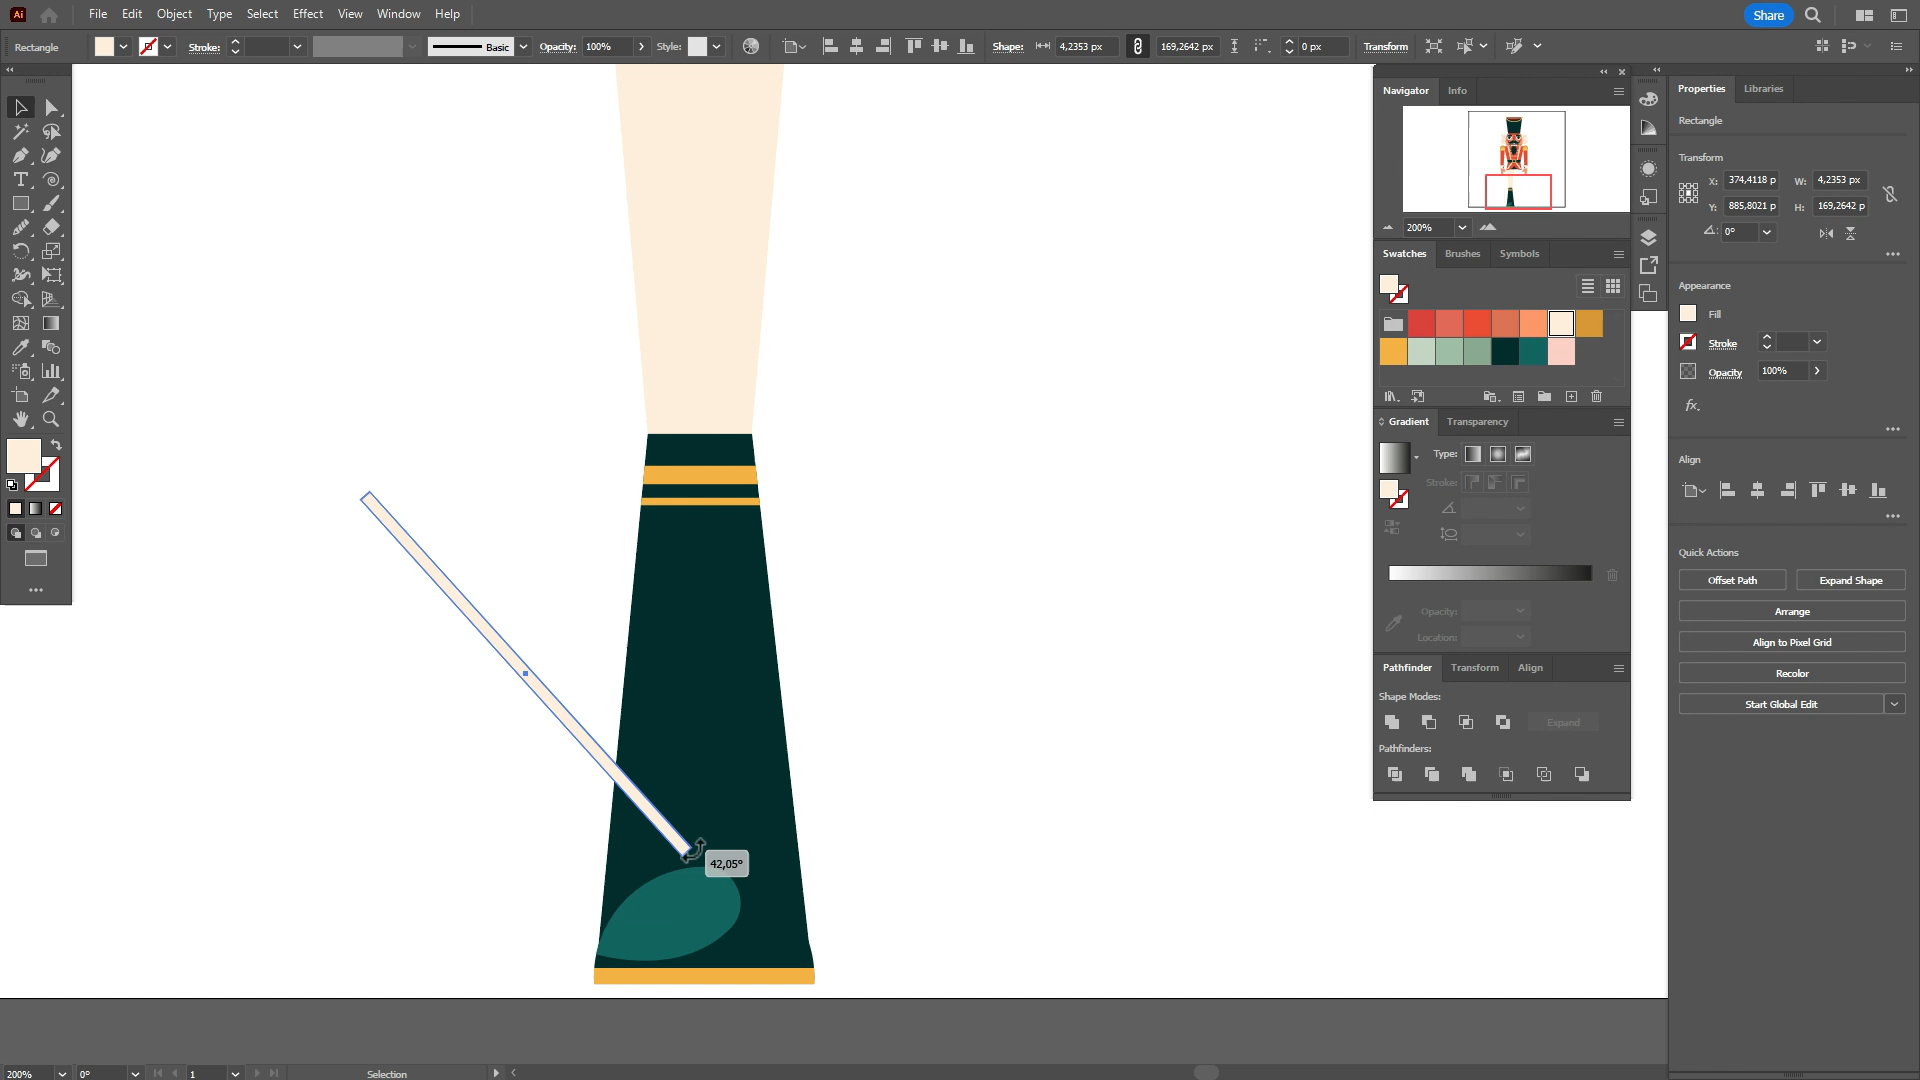 Ai File Edit Object Type Select Effect View Window Help Share
Rectangle Stroke: Basic Opacity: 100% Style: Shape: 4,2353 px 169,2642 px 0 px Transform
Navigator Info
200%
Swatches Brushes Symbols
Gradient Transparency
Type:
Stroke:
Opacity:
Location:
Pathfinder Transform Align
Shape Modes:
Expand
Pathfinders:
Properties Libraries
Rectangle
Transform
X: 374,4118 p W: 4,2353 px
Y: 885,8021 p H: 169,2642 p
0°
Appearance
Fill
Stroke
Opacity 100%
fx.
Align
Quick Actions
Offset Path Expand Shape
Arrange
Align to Pixel Grid
Recolor
Start Global Edit
42,05°
200% 0° 1 Selection